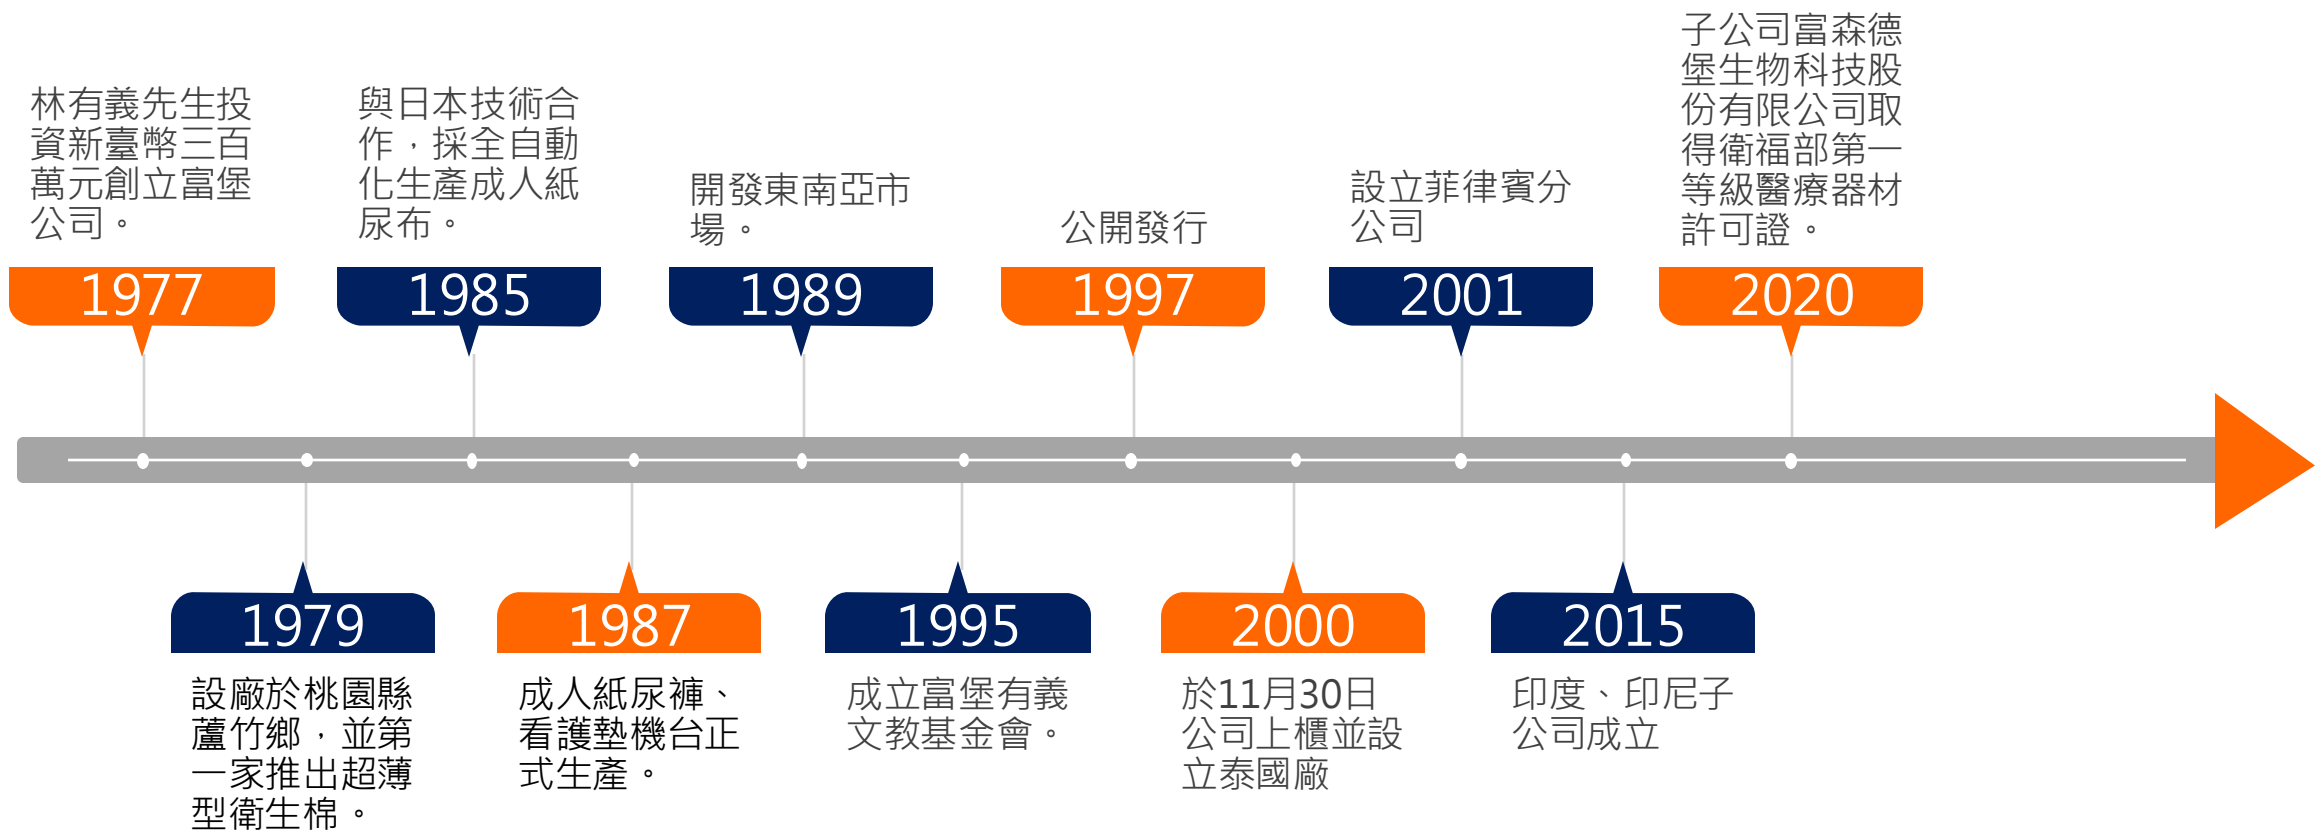 林有義先生投
資新臺幣三百
萬元創立富堡
公司。
1977
設廠於桃園縣
蘆竹鄉，並第
一家推出超薄
型衛生棉。
1979
與日本技術合
作，採全自動
化生產成人紙
尿布。
1985
1987
成人紙尿褲、
看護墊機台正
式生產。
開發東南亞市
場。
1989
1995
成立富堡有義
文教基金會。
公開發行
1997
2000
於11月30日
公司上櫃並設
立泰國廠
設立菲律賓分
公司
2001
2015
印度、印尼子
公司成立
子公司富森德
堡生物科技股
份有限公司取
得衛福部第一
等級醫療器材
許可證。
2020